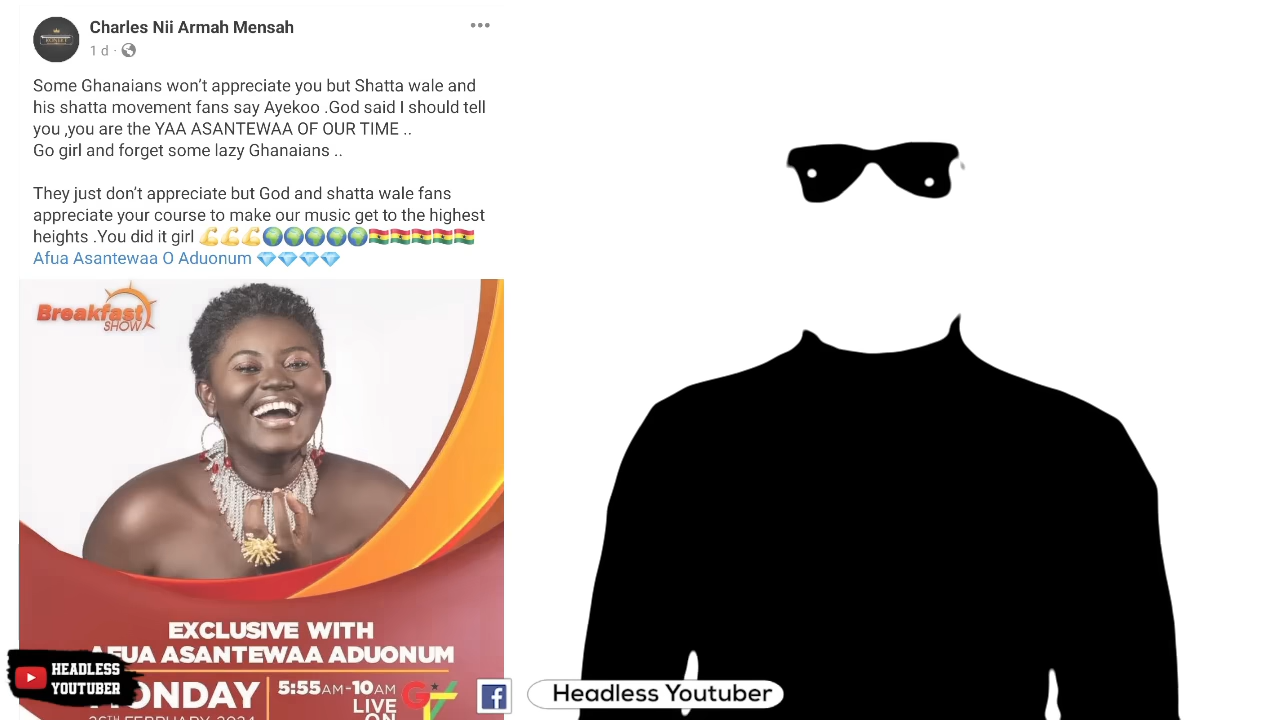 Charles Nii Armah Mensah
1 d ·
Some Ghanaians won’t appreciate you but Shatta wale and
his shatta movement fans say Ayekoo .God said I should tell
you ,you are the YAA ASANTEWAA OF OUR TIME ..
Go girl and forget some lazy Ghanaians ..
They just don’t appreciate but God and shatta wale fans
appreciate your course to make our music get to the highest
heights .You did it girl 💪💪💪🌍🌍🌍🌍🌍🇬🇭🇬🇭🇬🇭🇬🇭🇬🇭
Afua Asantewaa O Aduonum 💎💎💎💎
Breakfast
SHOW
EXCLUSIVE WITH
AFUA ASANTEWAA ADUONUM
MONDAY
26TH FEBRUARY 2024
5:55AM-10AM
LIVE
ON
HEADLESS
YOUTUBER
Headless Youtuber